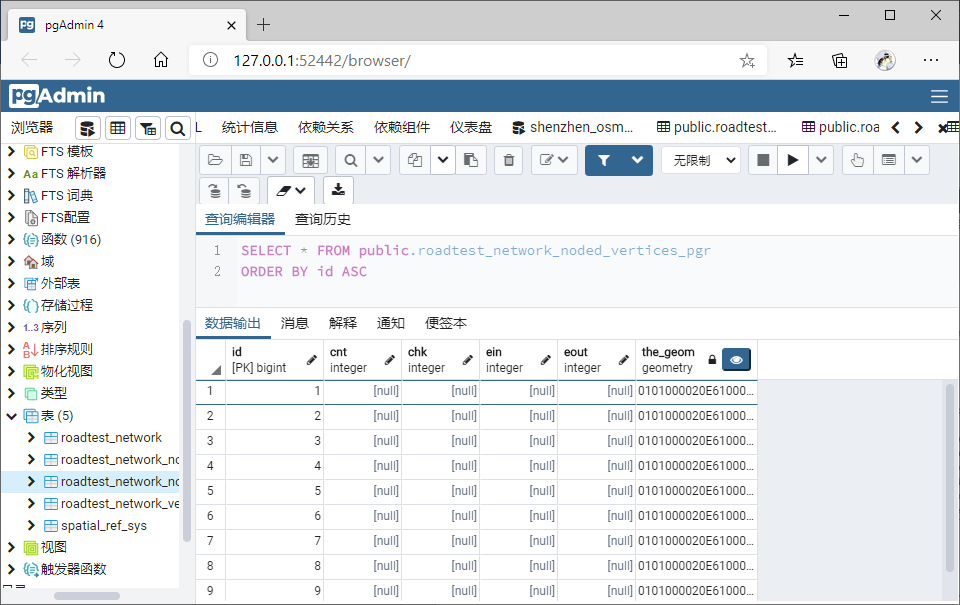 pgAdmin 4
127.0.0.1:52442/browser/
pgAdmin
浏览器
L 统计信息 依赖关系 依赖组件 仪表盘 shenzhen_osm... public.roadtest... public.roa
FTS 模板
FTS 解析器
FTS 词典
FTS配置
函数 (916)
域
外部表
存储过程
1..3 序列
排序规则
物化视图
类型
表 (5)
roadtest_network
roadtest_network_no
roadtest_network_no
roadtest_network_ve
spatial_ref_sys
视图
触发器函数
无限制
查询编辑器 查询历史
1 SELECT * FROM public.roadtest_network_noded_vertices_pgr
2 ORDER BY id ASC
数据输出 消息 解释 通知 便签本
id cnt chk ein eout the_geom
[PK] bigint integer integer integer integer geometry
1 1 [null] [null] [null] [null] 0101000020E61000...
2 2 [null] [null] [null] [null] 0101000020E61000...
3 3 [null] [null] [null] [null] 0101000020E61000...
4 4 [null] [null] [null] [null] 0101000020E61000...
5 5 [null] [null] [null] [null] 0101000020E61000...
6 6 [null] [null] [null] [null] 0101000020E61000...
7 7 [null] [null] [null] [null] 0101000020E61000...
8 8 [null] [null] [null] [null] 0101000020E61000...
9 9 [null] [null] [null] [null] 0101000020E61000...